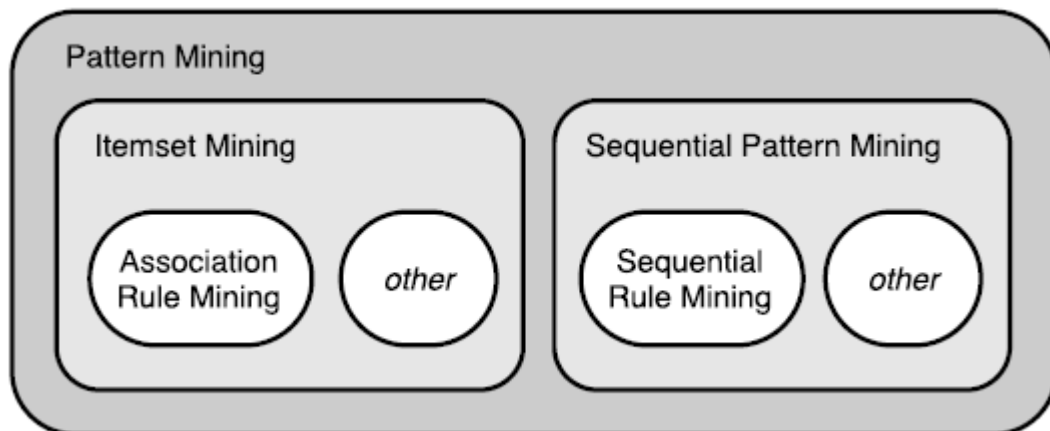 Pattern Mining
Itemset Mining
Association
Rule Mining
other
Sequential Pattern Mining
Sequential
Rule Mining
other